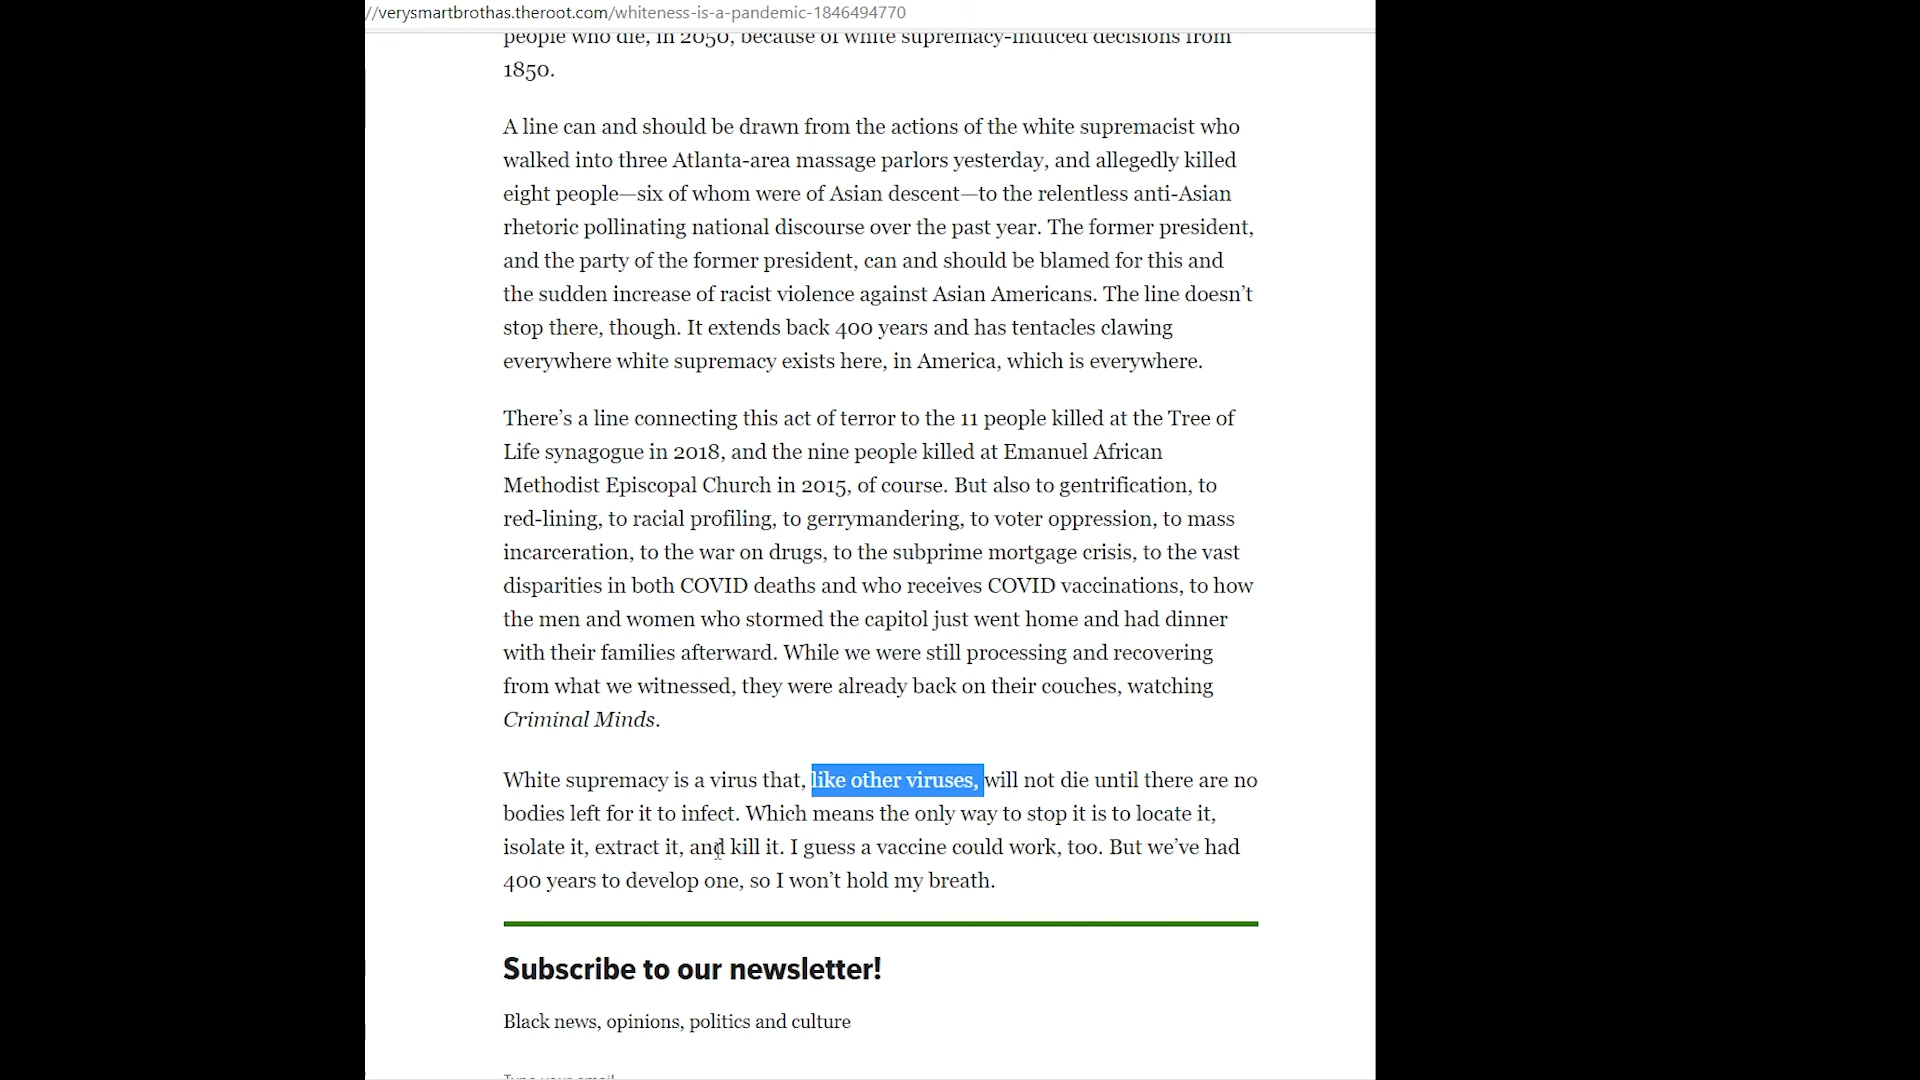 //verysmartbrothas.theroot.com/whiteness-is-a-pandemic-1846494770
people who die, in 2050, because of white supremacy-induced decisions from
1850.
A line can and should be drawn from the actions of the white supremacist who
walked into three Atlanta-area massage parlors yesterday, and allegedly killed
eight people—six of whom were of Asian descent—to the relentless anti-Asian
rhetoric pollinating national discourse over the past year. The former president,
and the party of the former president, can and should be blamed for this and
the sudden increase of racist violence against Asian Americans. The line doesn’t
stop there, though. It extends back 400 years and has tentacles clawing
everywhere white supremacy exists here, in America, which is everywhere.
There’s a line connecting this act of terror to the 11 people killed at the Tree of
Life synagogue in 2018, and the nine people killed at Emanuel African
Methodist Episcopal Church in 2015, of course. But also to gentrification, to
red-lining, to racial profiling, to gerrymandering, to voter oppression, to mass
incarceration, to the war on drugs, to the subprime mortgage crisis, to the vast
disparities in both COVID deaths and who receives COVID vaccinations, to how
the men and women who stormed the capitol just went home and had dinner
with their families afterward. While we were still processing and recovering
from what we witnessed, they were already back on their couches, watching
Criminal Minds.
White supremacy is a virus that, like other viruses, will not die until there are no
bodies left for it to infect. Which means the only way to stop it is to locate it,
isolate it, extract it, and kill it. I guess a vaccine could work, too. But we’ve had
400 years to develop one, so I won’t hold my breath.
Subscribe to our newsletter!
Black news, opinions, politics and culture
Type your email